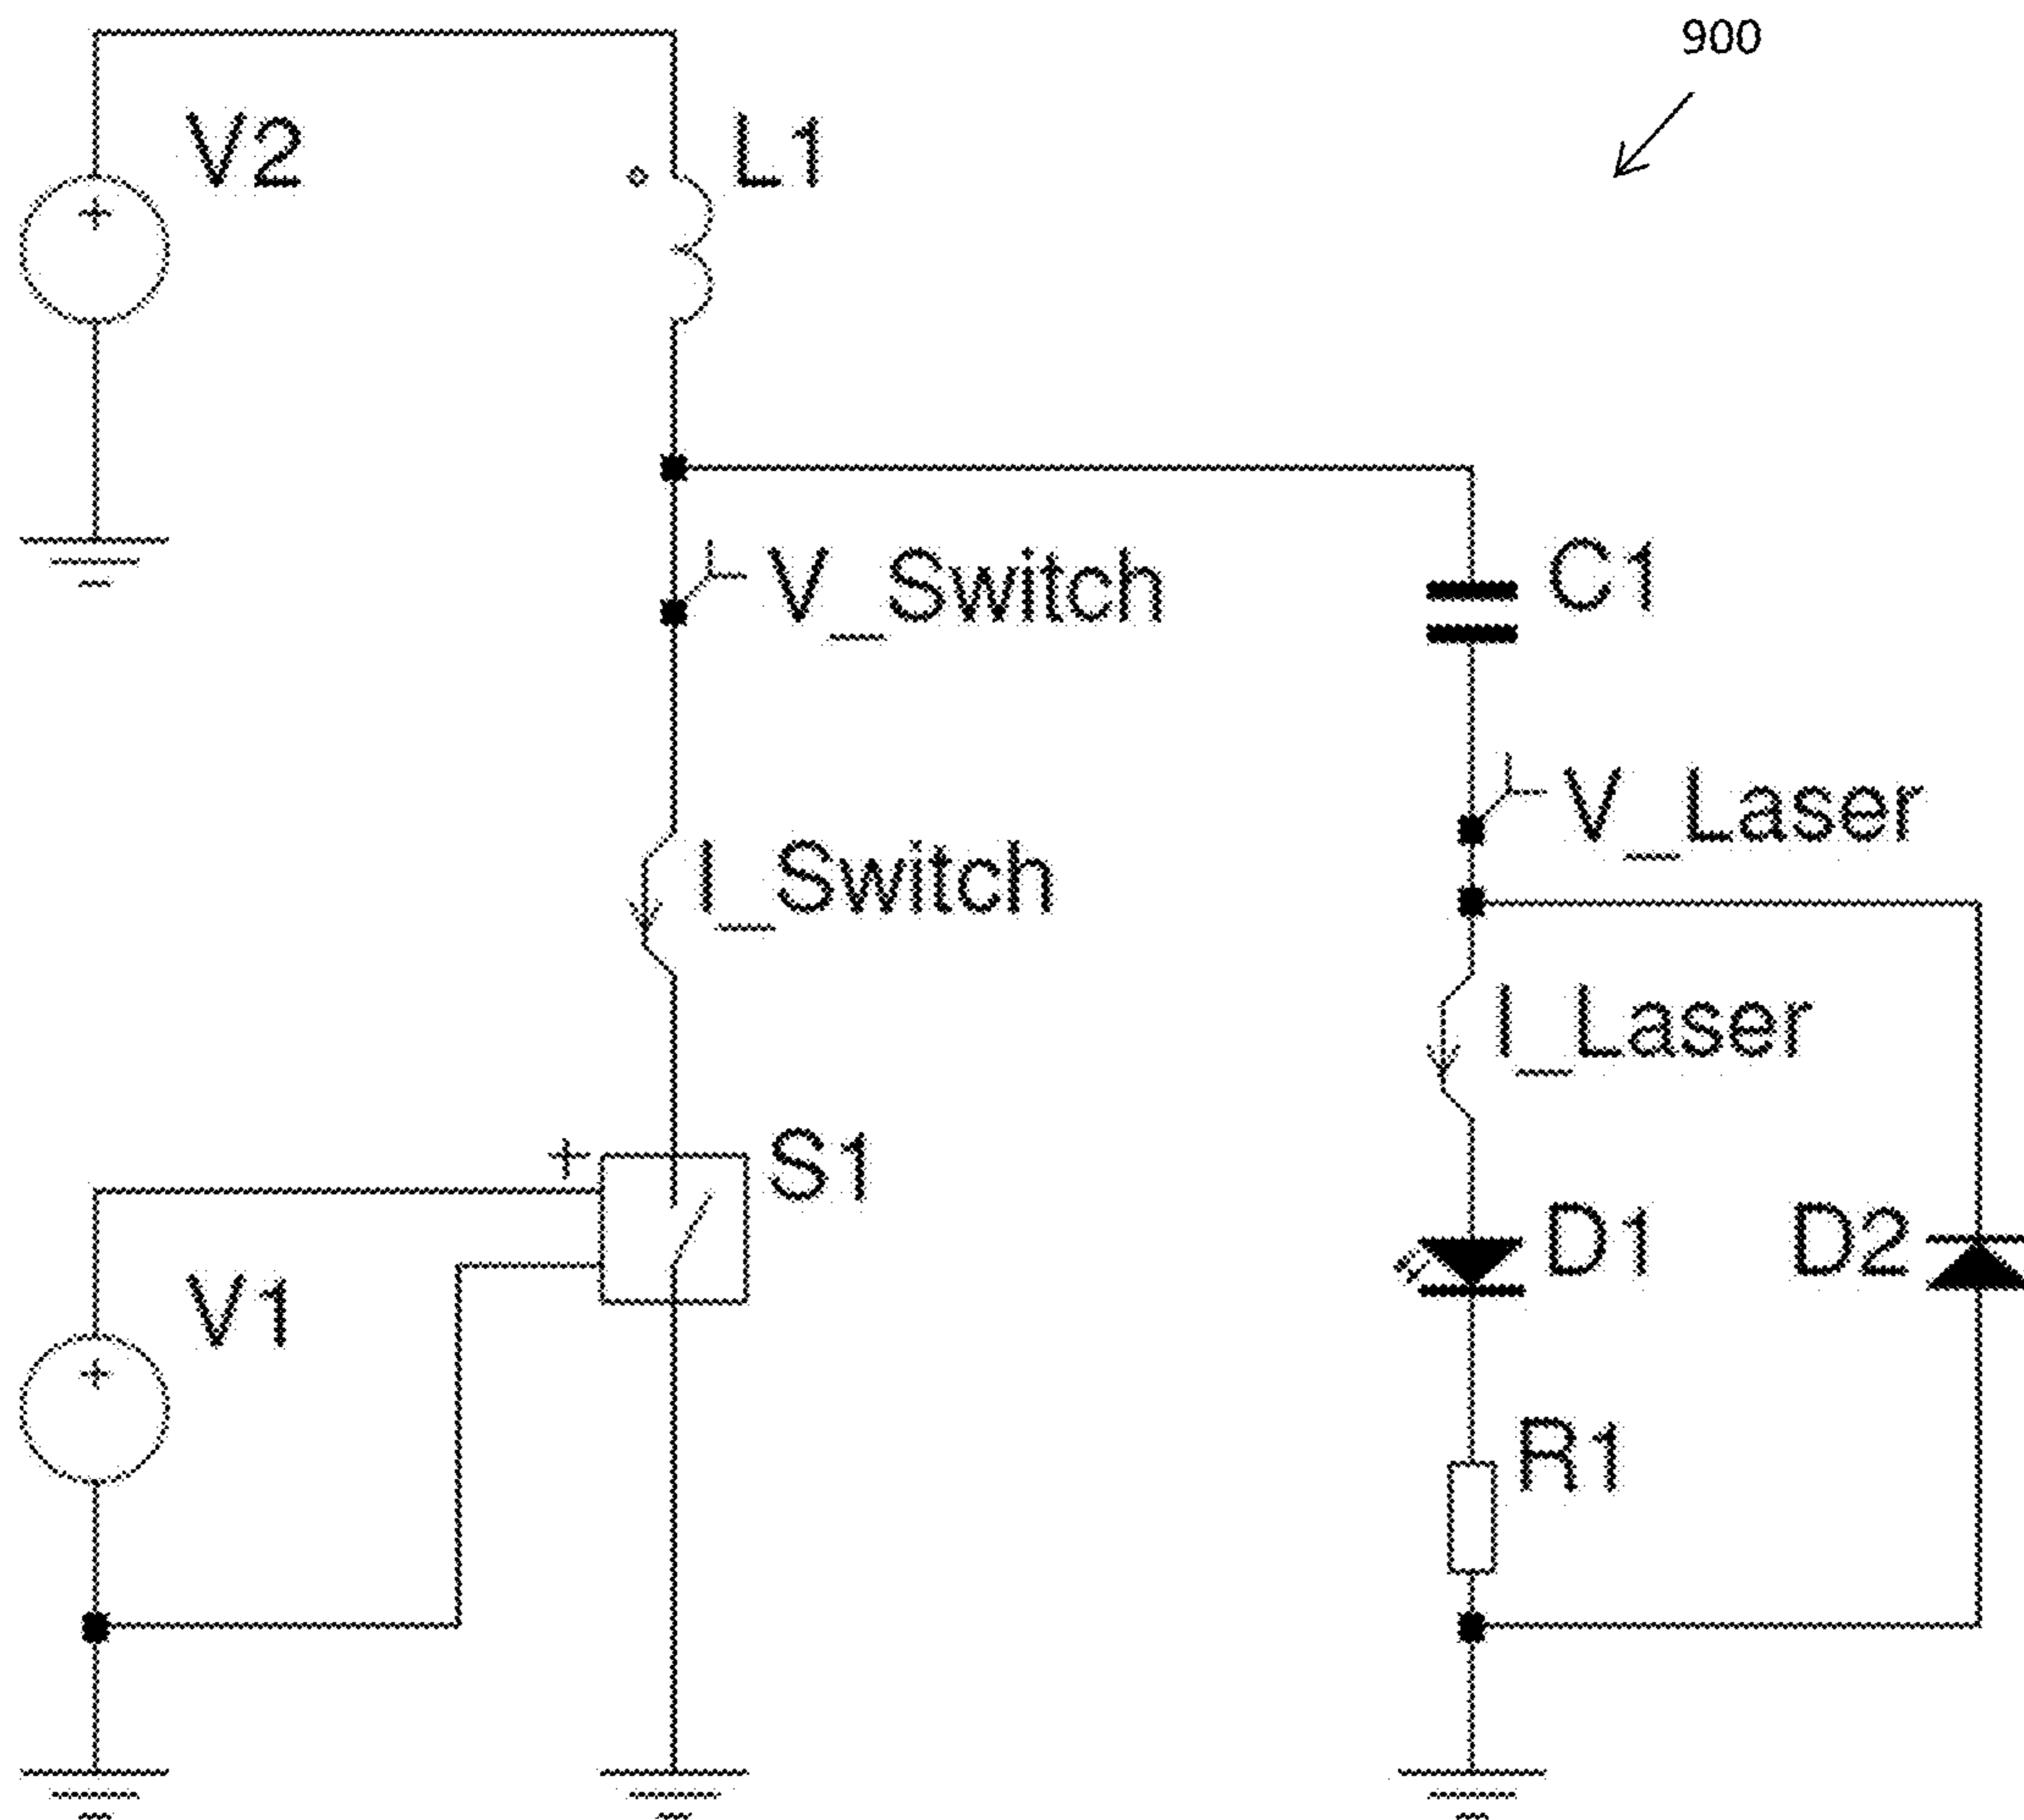 900
V2
L1
V_Switch
C1
V_Laser
I_Switch
I_Laser
+
S1
D1
D2
V1
R1